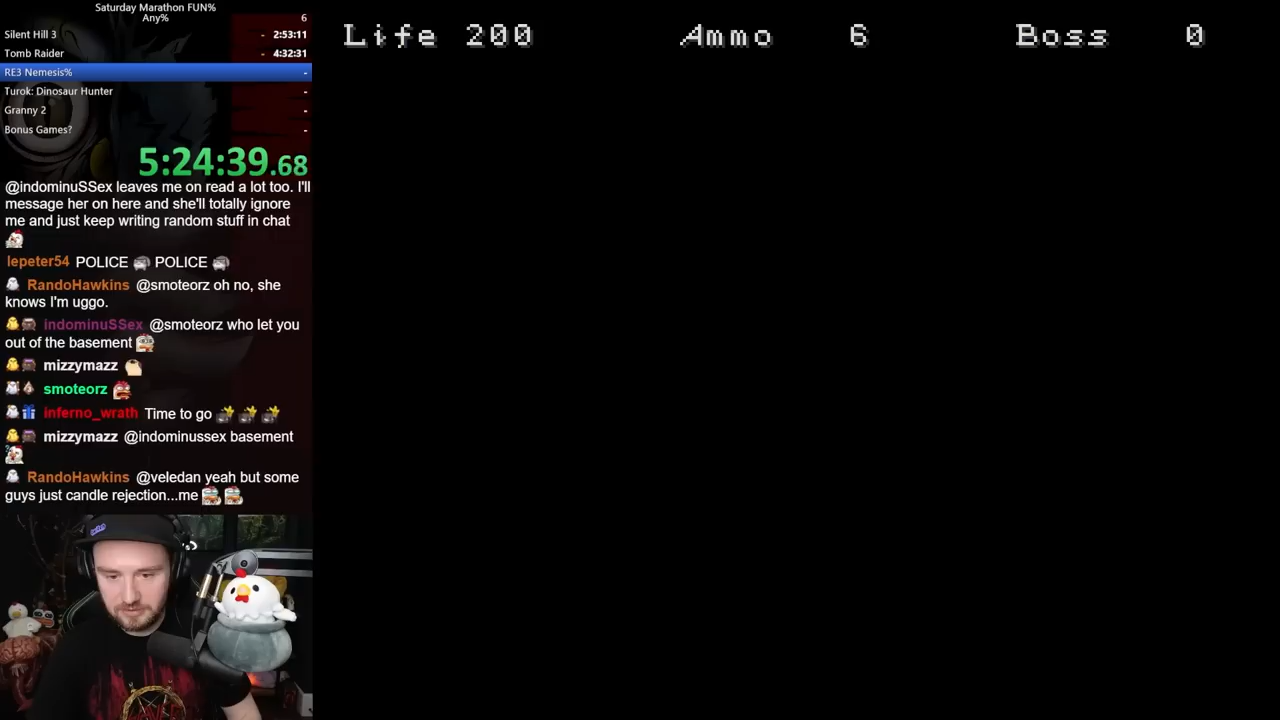 Saturday Marathon FUN%
Any%
6
Silent Hill 3 - 2:53:11
Tomb Raider - 4:32:31
RE3 Nemesis% -
Turok: Dinosaur Hunter -
Granny 2 -
Bonus Games? -
5:24:39.68
@indominuSSex leaves me on read a lot too. I'll
message her on here and she'll totally ignore
me and just keep writing random stuff in chat
lepeter54 POLICE POLICE
RandoHawkins @smoteorz oh no, she
knows I'm uggo.
indominuSSex @smoteorz who let you
out of the basement
mizzymazz
smoteorz
inferno_wrath Time to go
mizzymazz @indominussex basement
RandoHawkins @veledan yeah but some
guys just candle rejection...me
Life 200 Ammo 6 Boss 0